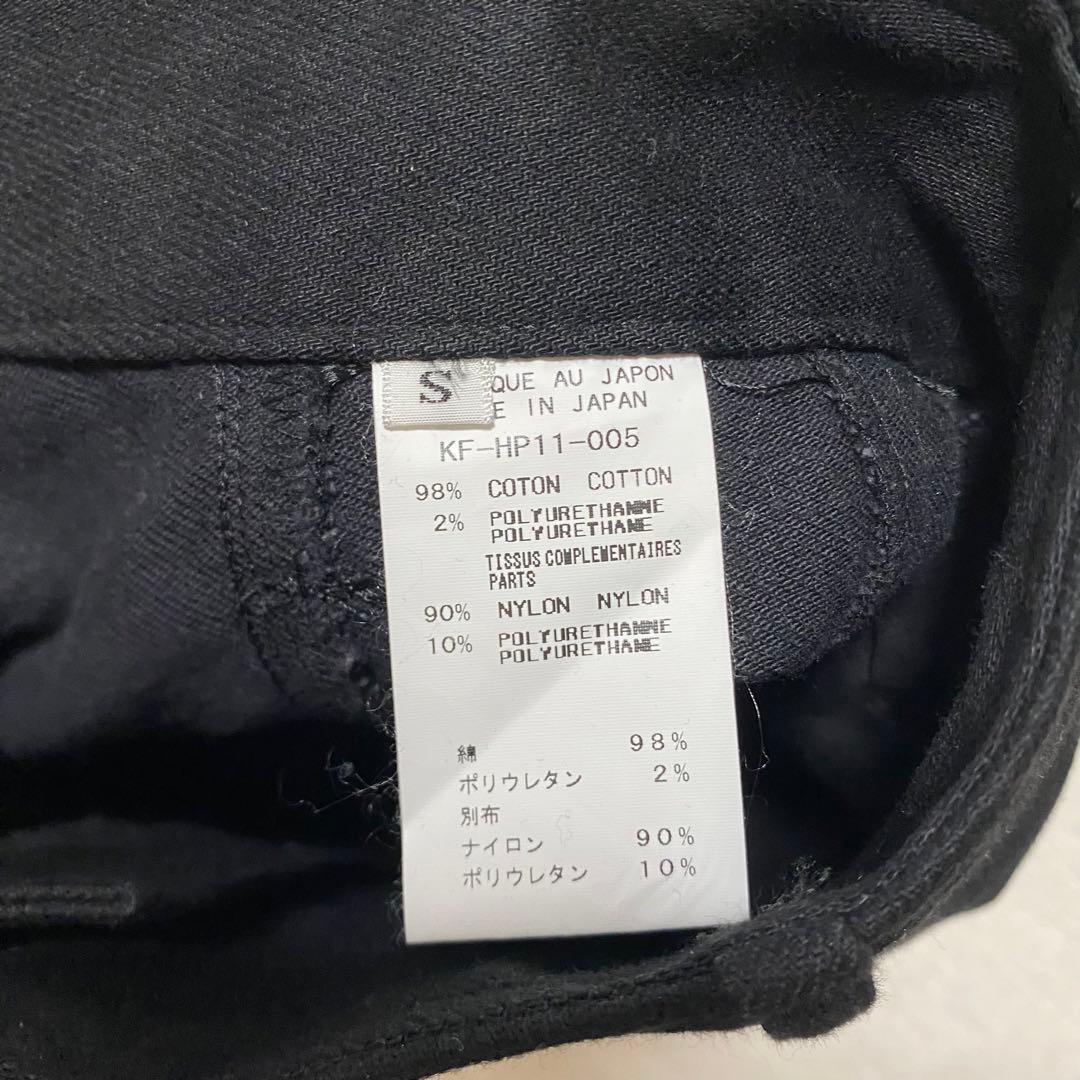 S
QUE AU JAPON
E IN JAPAN
KF-HP11-005
98% COTON COTTON
2% POLYURETHANNE
POLYURETHANE
TISSUS COMPLEMENTAIRES
PARTS
90% NYLON NYLON
10% POLYURETHANNE
POLYURETHANE
綿 98%
ポリウレタン 2%
別布
ナイロン 90%
ポリウレタン 10%